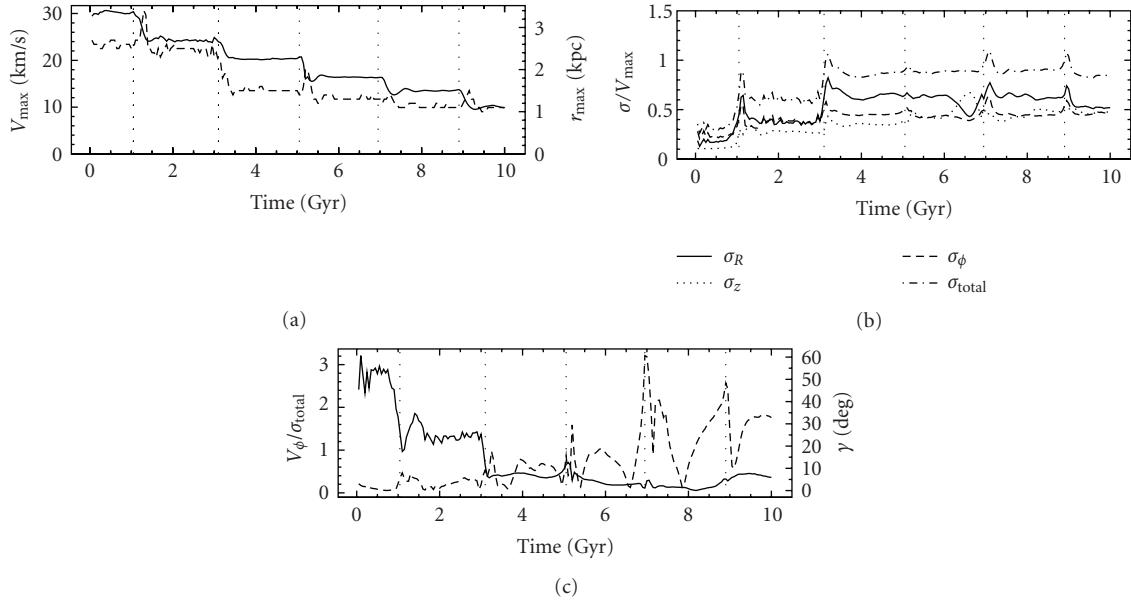 30
20
10
0
V_max (km/s)
3
2
1
0
r_max (kpc)
0 2 4 6 8 10
Time (Gyr)
(a)
1.5
1
0.5
0
σ/V_max
0 2 4 6 8 10
Time (Gyr)
σ_R
σ_z
σ_ϕ
σ_total
(b)
3
2
1
0
V_ϕ/σ_total
60
50
40
30
20
10
0
γ (deg)
0 2 4 6 8 10
Time (Gyr)
(c)